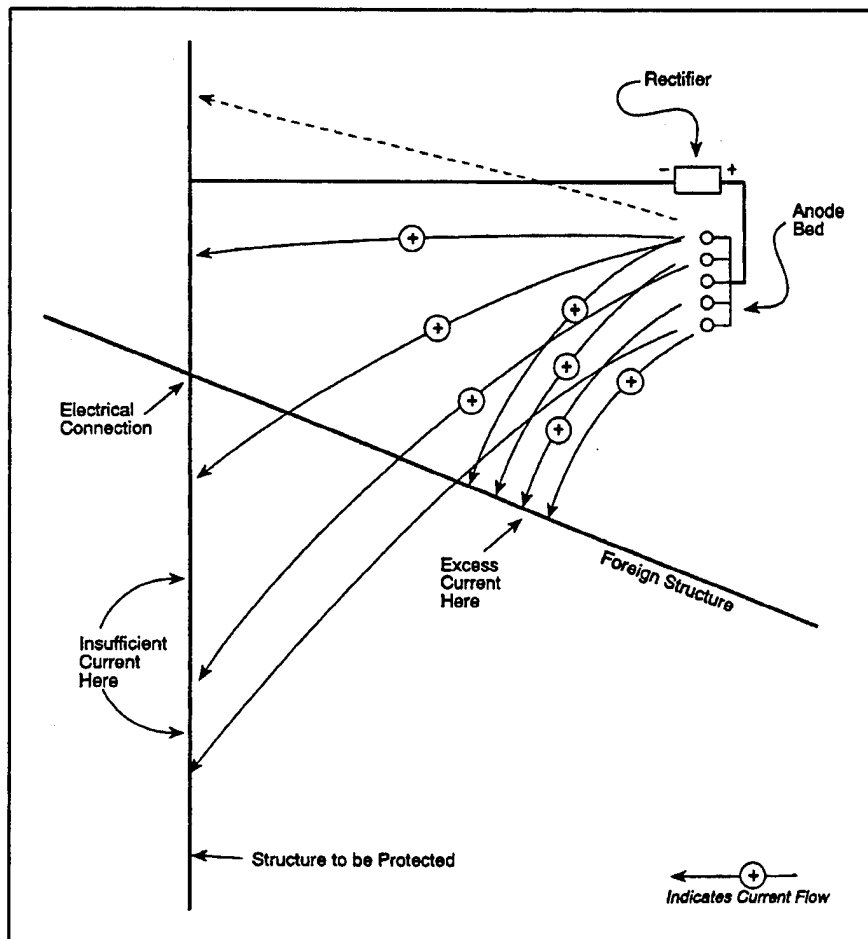 Rectifier
- +
Anode
Bed
+
+
+
+
+
+
+
+
Electrical
Connection
Excess
Current
Here
Foreign Structure
Insufficient
Current
Here
Structure to be Protected
+
Indicates Current Flow